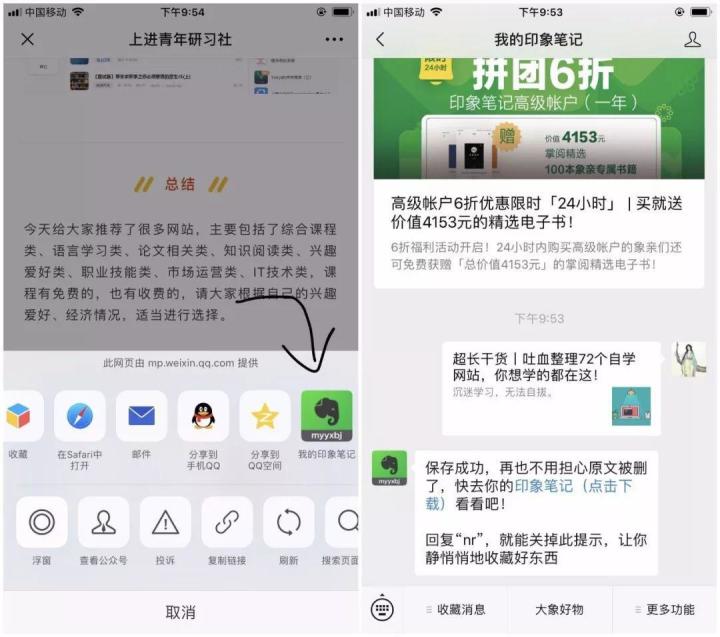 中国移动
下午9:54
上进青年研习社
总结
今天给大家推荐了很多网站，主要包括了综合课程
类、语言学习类、论文相关类、知识阅读类、兴趣
爱好类、职业技能类、市场运营类、IT技术类，课
程有免费的，也有收费的，请大家根据自己的兴趣
爱好、经济情况，适当进行选择。
此网页由 mp.weixin.qq.com 提供
myyxbj
收藏
在Safari中
打开
邮件
分享到
手机QQ
分享到
QQ空间
我的印象笔记
浮窗
查看公众号
投诉
复制链接
刷新
搜索页面
取消
中国移动
下午9:53
我的印象笔记
限时
24小时
拼团6折
印象笔记高级帐户（一年）
赠
价值4153元
掌阅精选
100本象亲专属书籍
高级帐户6折优惠限时「24小时」 | 买就送
价值4153元的精选电子书！
6折福利活动开启！24小时内购买高级帐户的象亲们还
可免费获赠「总价值4153元」的掌阅精选电子书！
下午9:53
超长干货丨吐血整理72个自学
网站，你想学的都在这！
沉迷学习，无法自拔。
myyxbj
保存成功，再也不用担心原文被删
了，快去你的印象笔记（点击下
载）看看吧！
回复“nr”，就能关掉此提示，让你
静悄悄地收藏好东西
收藏消息
大象好物
更多功能